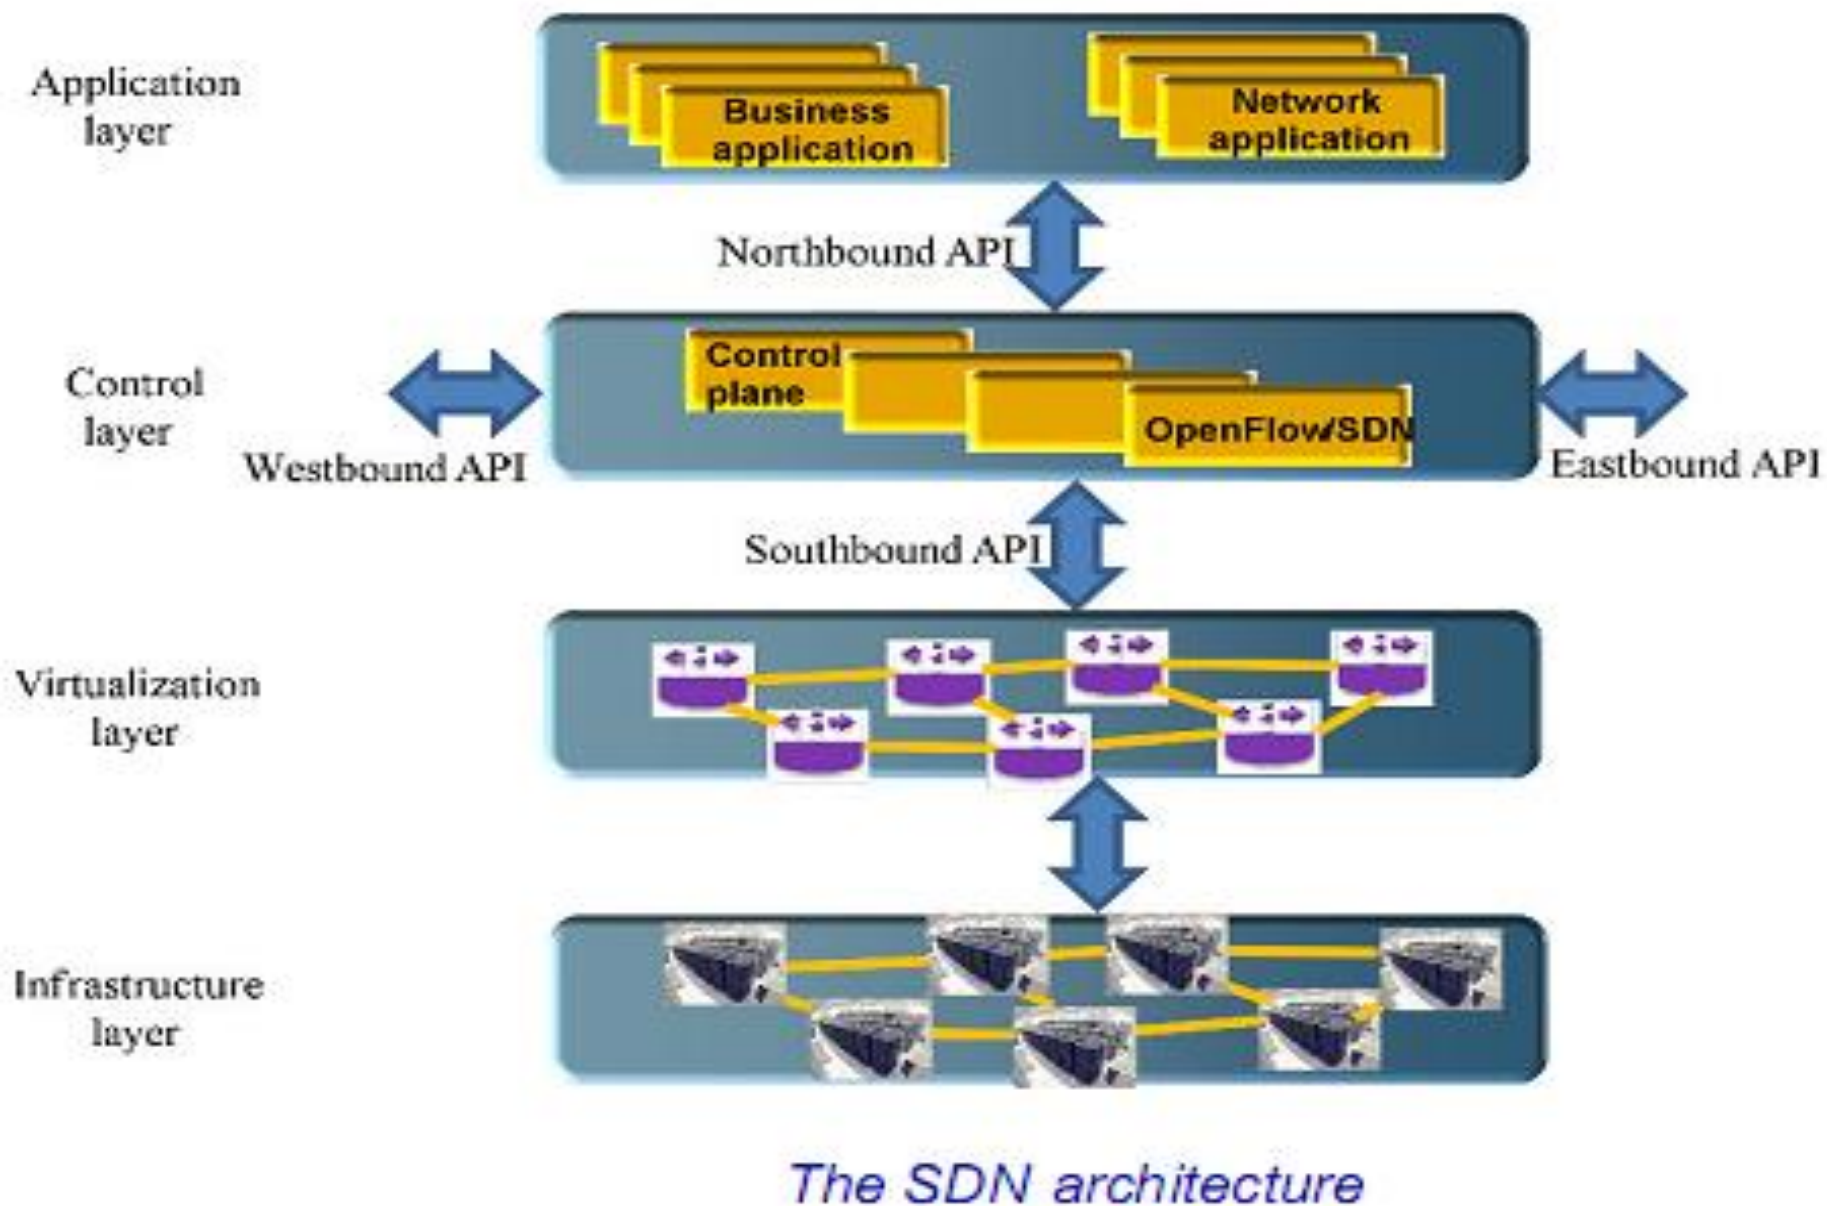 Application
layer
Business
application
Network
application
Northbound API
Control
layer
Control
plane
OpenFlow/SDN
Westbound API
Eastbound API
Southbound API
Virtualization
layer
Infrastructure
layer
The SDN architecture